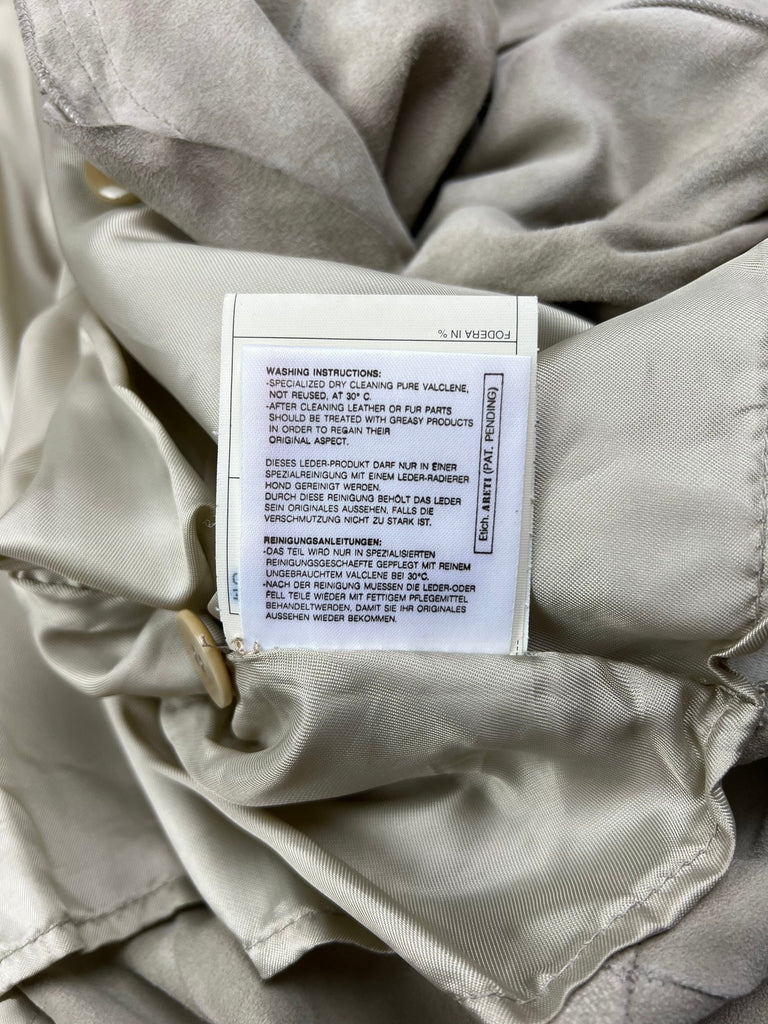 FODERA IN %
WASHING INSTRUCTIONS:
-SPECIALIZED DRY CLEANING PURE VALCLENE,
NOT REUSED, AT 30° C.
-AFTER CLEANING LEATHER OR FUR PARTS
SHOULD BE TREATED WITH GREASY PRODUCTS
IN ORDER TO REGAIN THEIR
ORIGINAL ASPECT.
DIESES LEDER-PRODUKT DARF NUR IN EINER
SPEZIALREINIGUNG MIT EINEM LEDER-RADIERER
HOND GEREINIGT WERDEN.
DURCH DIESE REINIGUNG BEHÖLT DAS LEDER
SEIN ORIGINALES AUSSEHEN, FALLS DIE
VERSCHMUTZUNG NICHT ZU STARK IST.
REINIGUNGSANLEITUNGEN:
-DAS TEIL WIRD NUR IN SPEZIALISIERTEN
REINIGUNGSGESCHAEFTE GEPFLEGT MIT REINEM
UNGEBRAUCHTEM VALCLENE BEI 30°C.
-NACH DER REINIGUNG MUESSEN DIE LEDER-ODER
FELL TEILE WIEDER MIT FETTIGEM PFLEGEMITTEL
BEHANDELTWERDEN, DAMIT SIE IHR ORIGINALES
AUSSEHEN WIEDER BEKOMMEN.
Etich. ARETI (PAT. PENDING)